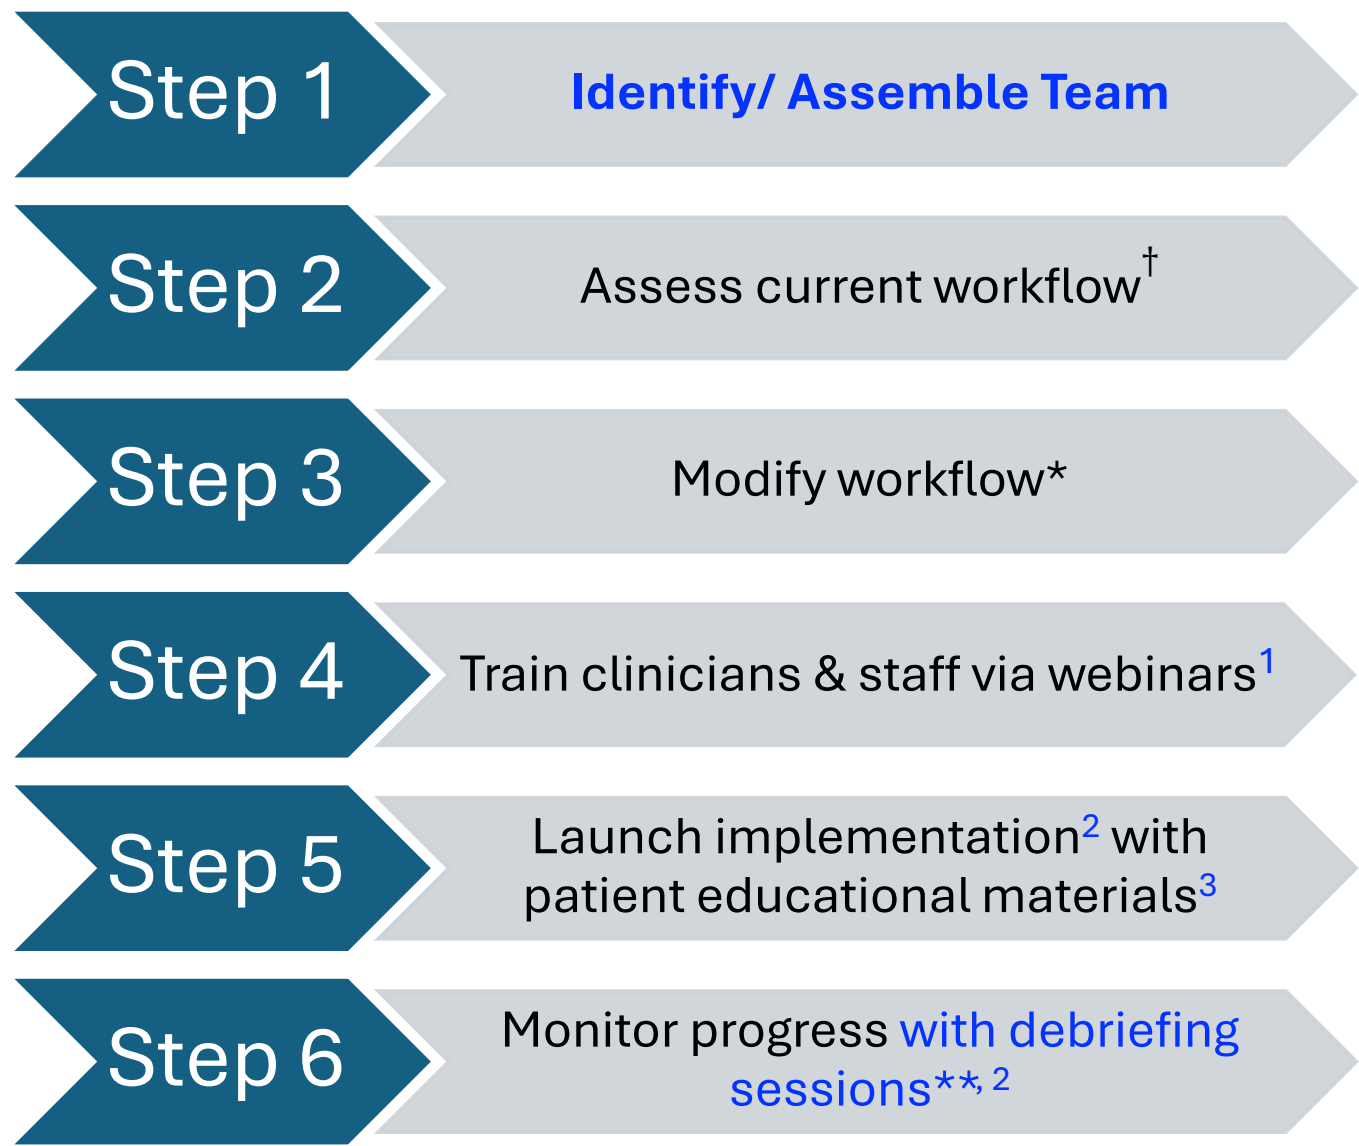 Step 1
Identify/ Assemble Team
Step 2
Assess current workflow†
Step 3
Modify workflow*
Step 4
Train clinicians & staff via webinars¹
Step 5
Launch implementation² with
patient educational materials³
Step 6
Monitor progress with debriefing
sessions**, ²